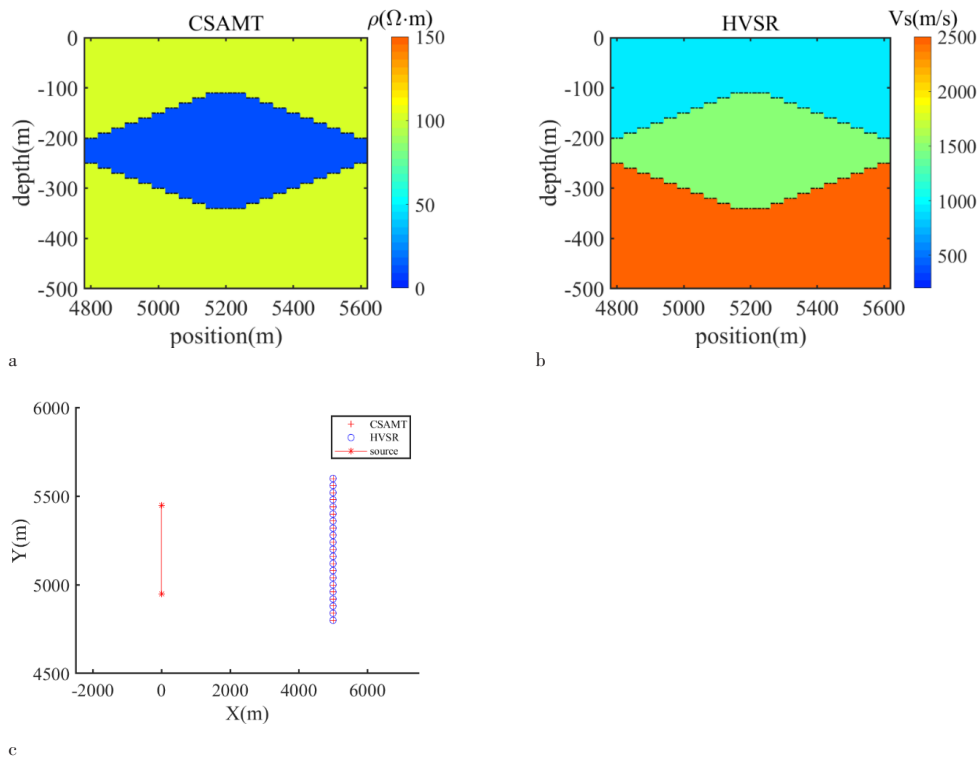 CSAMT
ρ(Ω·m)
0
-100
-200
-300
-400
-500
depth(m)
4800 5000 5200 5400 5600
position(m)
150
100
50
0
a
HVSR
Vs(m/s)
0
-100
-200
-300
-400
-500
depth(m)
4800 5000 5200 5400 5600
position(m)
2500
2000
1500
1000
500
b
6000
5500
5000
4500
Y(m)
-2000 0 2000 4000 6000
X(m)
CSAMT
HVSR
source
c